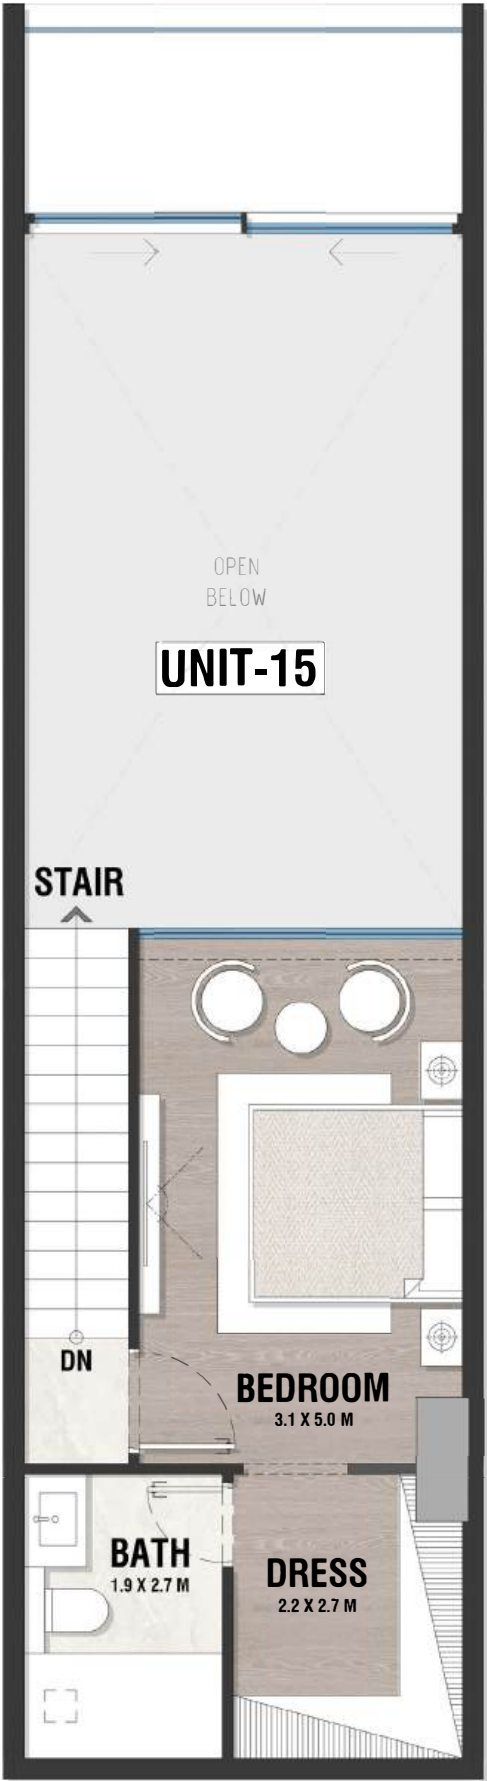 OPEN
BELOW
UNIT-15
STAIR
DN
BEDROOM
3.1 X 5.0 M
BATH
1.9 X 2.7 M
DRESS
2.2 X 2.7 M